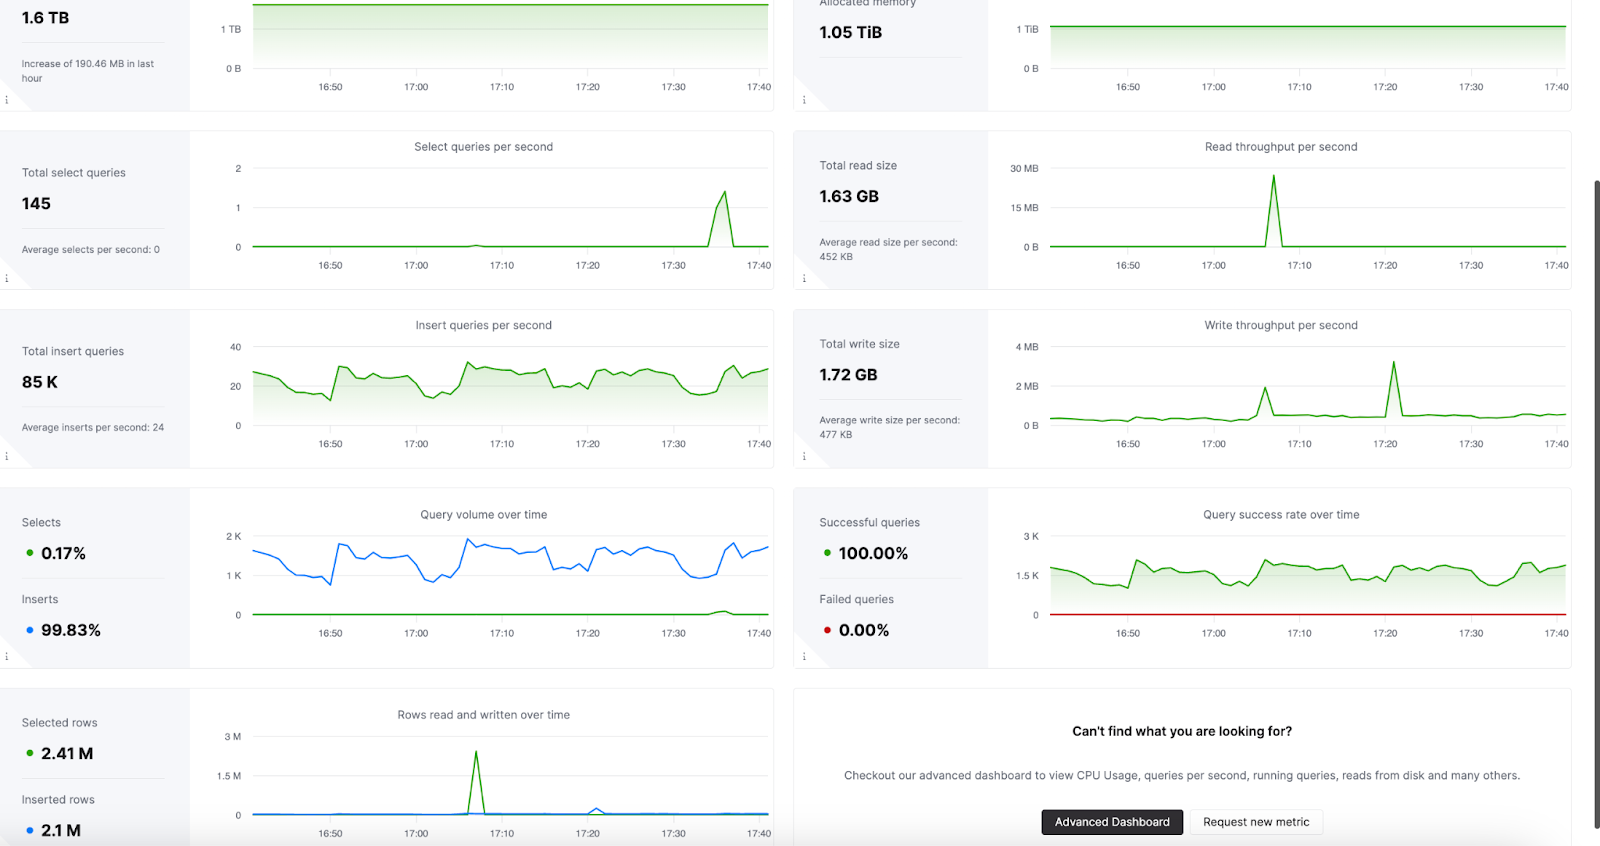 1.6 TB
Increase of 190.46 MB in last
hour
i
1 TB
0 B
16:50 17:00 17:10 17:20 17:30 17:40
Allocated memory
1.05 TiB
i
1 TiB
0 B
16:50 17:00 17:10 17:20 17:30 17:40
Total select queries
145
Average selects per second: 0
i
Select queries per second
2
1
0
16:50 17:00 17:10 17:20 17:30 17:40
Total read size
1.63 GB
Average read size per second:
452 KB
i
Read throughput per second
30 MB
15 MB
0 B
16:50 17:00 17:10 17:20 17:30 17:40
Total insert queries
85 K
Average inserts per second: 24
i
Insert queries per second
40
20
0
16:50 17:00 17:10 17:20 17:30 17:40
Total write size
1.72 GB
Average write size per second:
477 KB
i
Write throughput per second
4 MB
2 MB
0 B
16:50 17:00 17:10 17:20 17:30 17:40
Selects
0.17%
Inserts
99.83%
i
Query volume over time
2 K
1 K
0
16:50 17:00 17:10 17:20 17:30 17:40
Successful queries
100.00%
Failed queries
0.00%
i
Query success rate over time
3 K
1.5 K
0
16:50 17:00 17:10 17:20 17:30 17:40
Selected rows
2.41 M
Inserted rows
2.1 M
Rows read and written over time
3 M
1.5 M
0
16:50 17:00 17:10 17:20 17:30 17:40
Can't find what you are looking for?
Checkout our advanced dashboard to view CPU Usage, queries per second, running queries, reads from disk and many others.
Advanced Dashboard
Request new metric